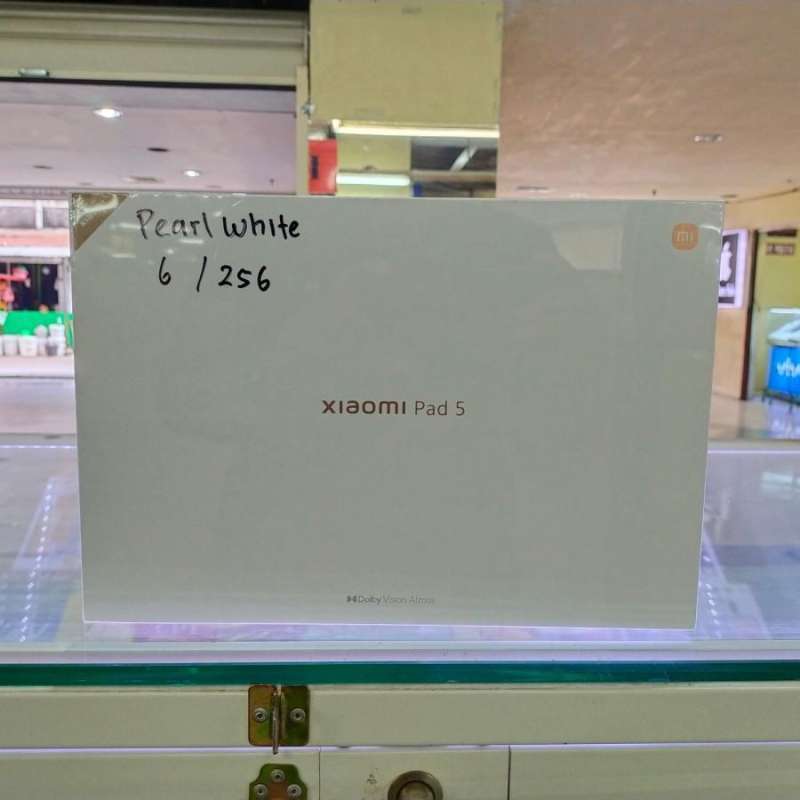 Pearl White
6 / 256
mi
xiaomi Pad 5
Dolby Vision Atmos